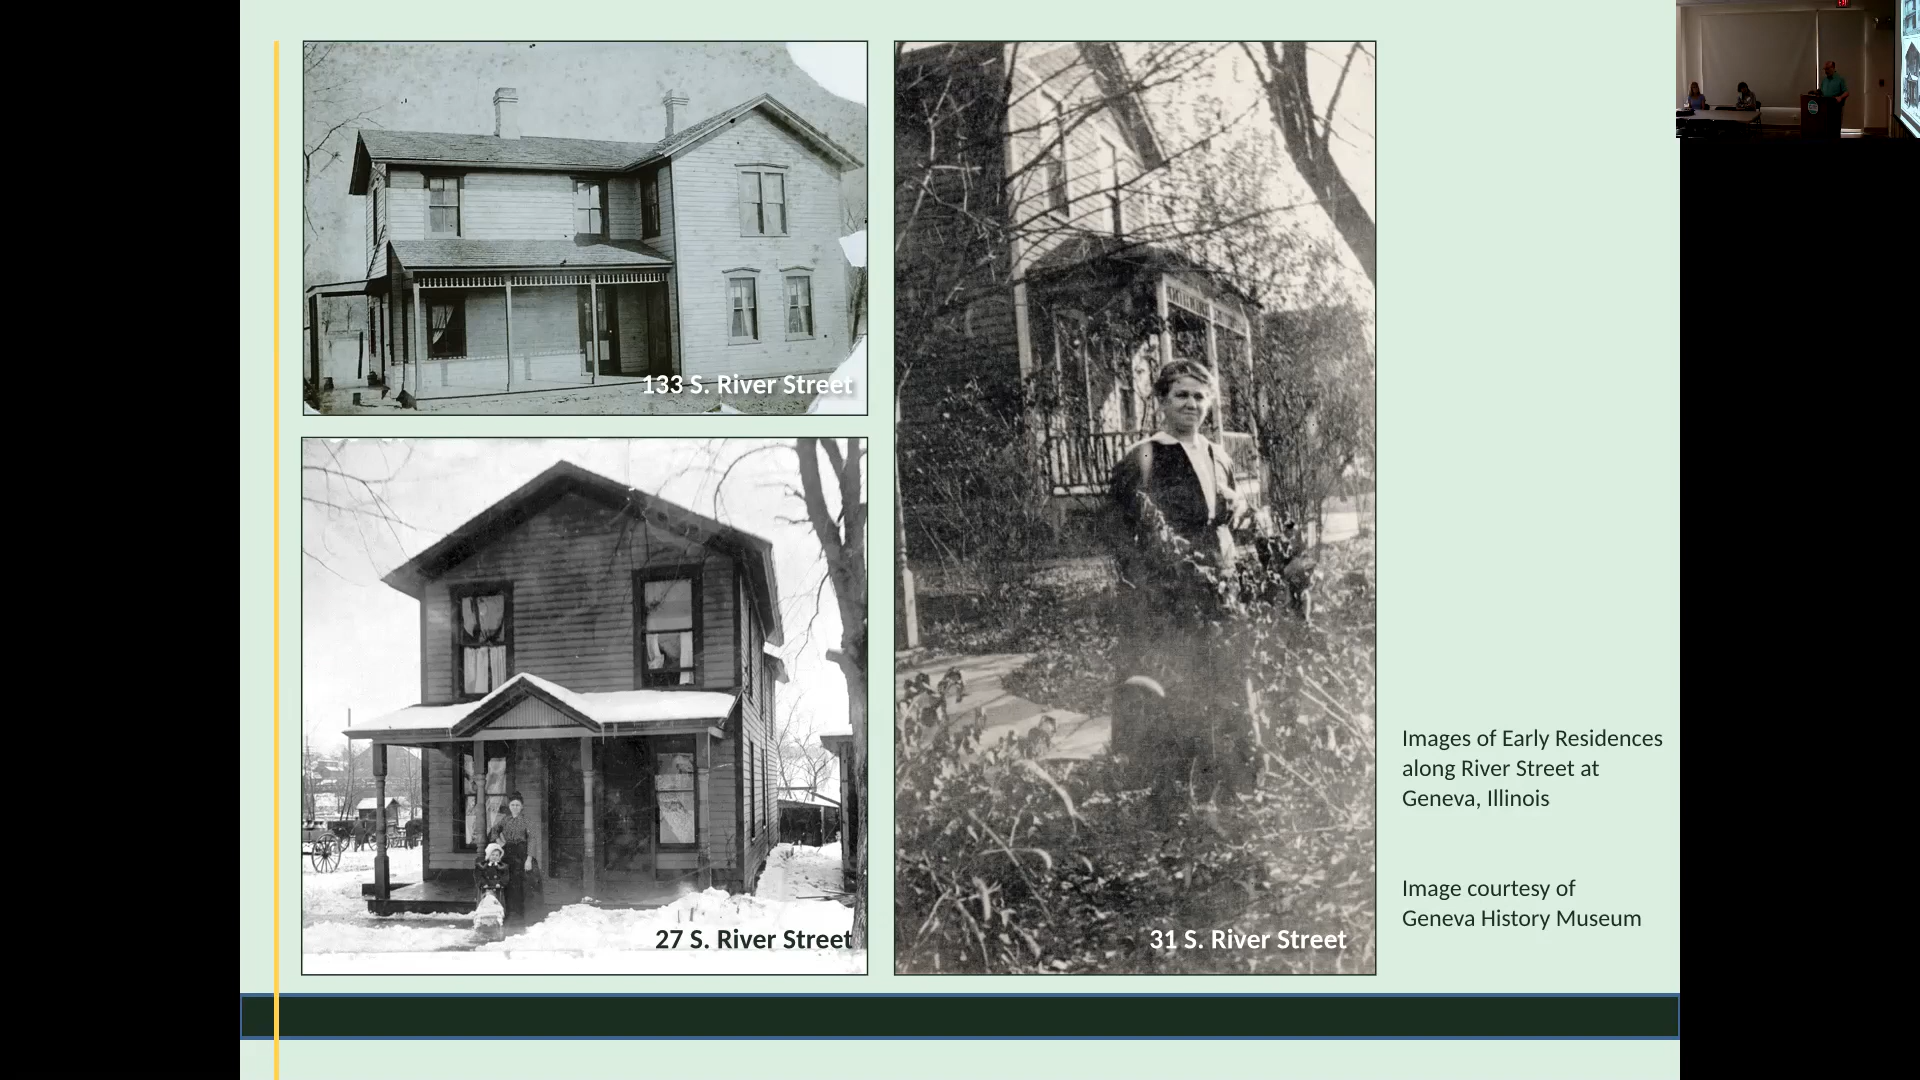 133 S. River Street
27 S. River Street
31 S. River Street
Images of Early Residences
along River Street at
Geneva, Illinois
Image courtesy of
Geneva History Museum